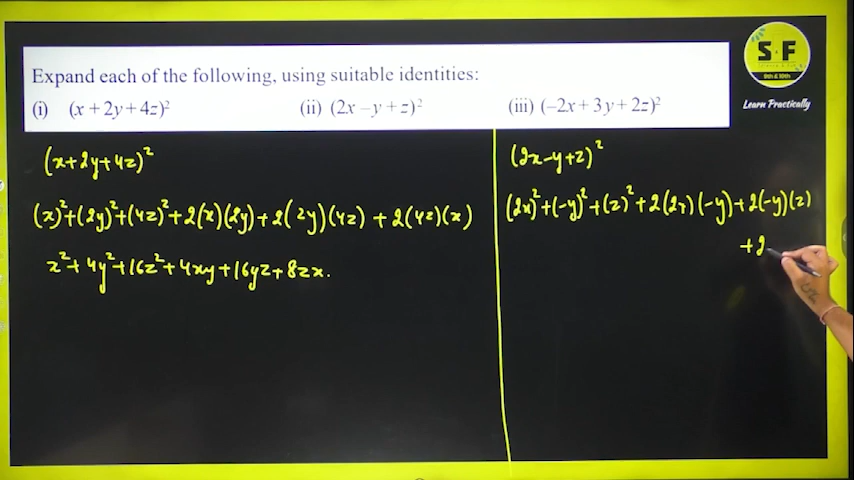 Expand each of the following, using suitable identities:
(i) (x + 2y + 4z)² (ii) (2x – y + z)² (iii) (–2x + 3y + 2z)²
S F
9th & 10th
Learn Practically
(x+2y+4z)²
(x)²+(2y)²+(4z)²+2(x)(2y)+2(2y)(4z)+2(4z)(x)
x²+4y²+16z²+4xy+16yz+8zx.
(2x-y+z)²
(2x)²+(-y)²+(z)²+2(2x)(-y)+2(-y)(z)
+2